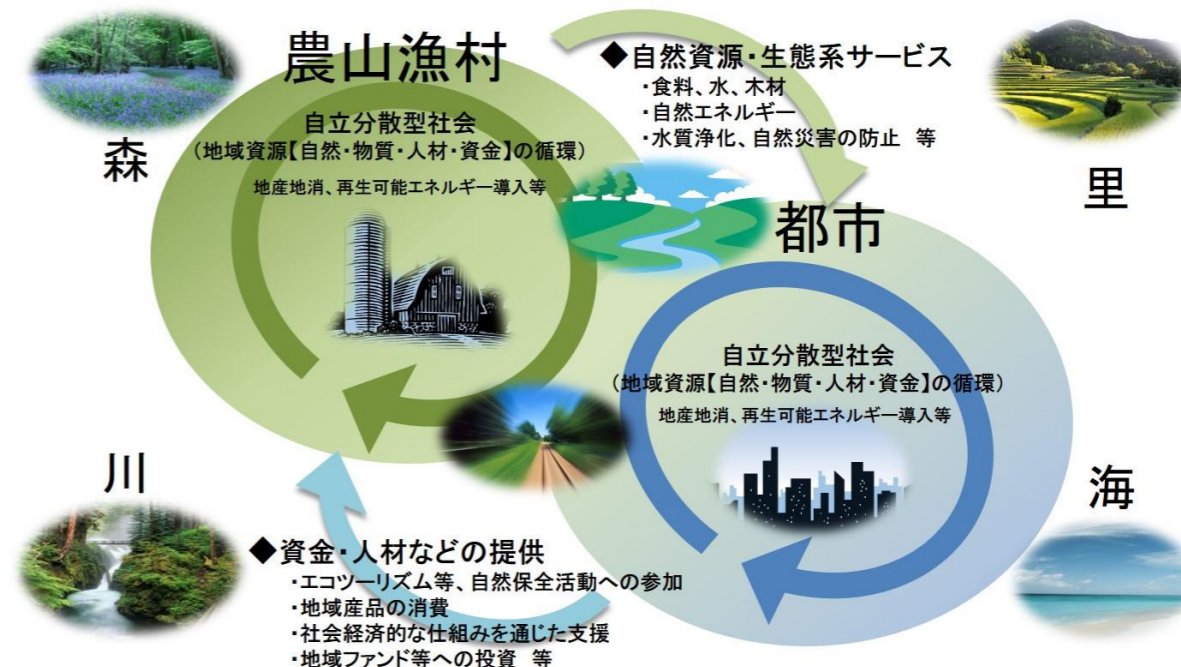 農山漁村
自立分散型社会
（地域資源【自然・物質・人材・資金】の循環）
地産地消、再生可能エネルギー導入等
森
◆自然資源・生態系サービス
・食料、水、木材
・自然エネルギー
・水質浄化、自然災害の防止 等
里
都市
自立分散型社会
（地域資源【自然・物質・人材・資金】の循環）
地産地消、再生可能エネルギー導入等
川
◆資金・人材などの提供
・エコツーリズム等、自然保全活動への参加
・地域産品の消費
・社会経済的な仕組みを通じた支援
・地域ファンド等への投資 等
海